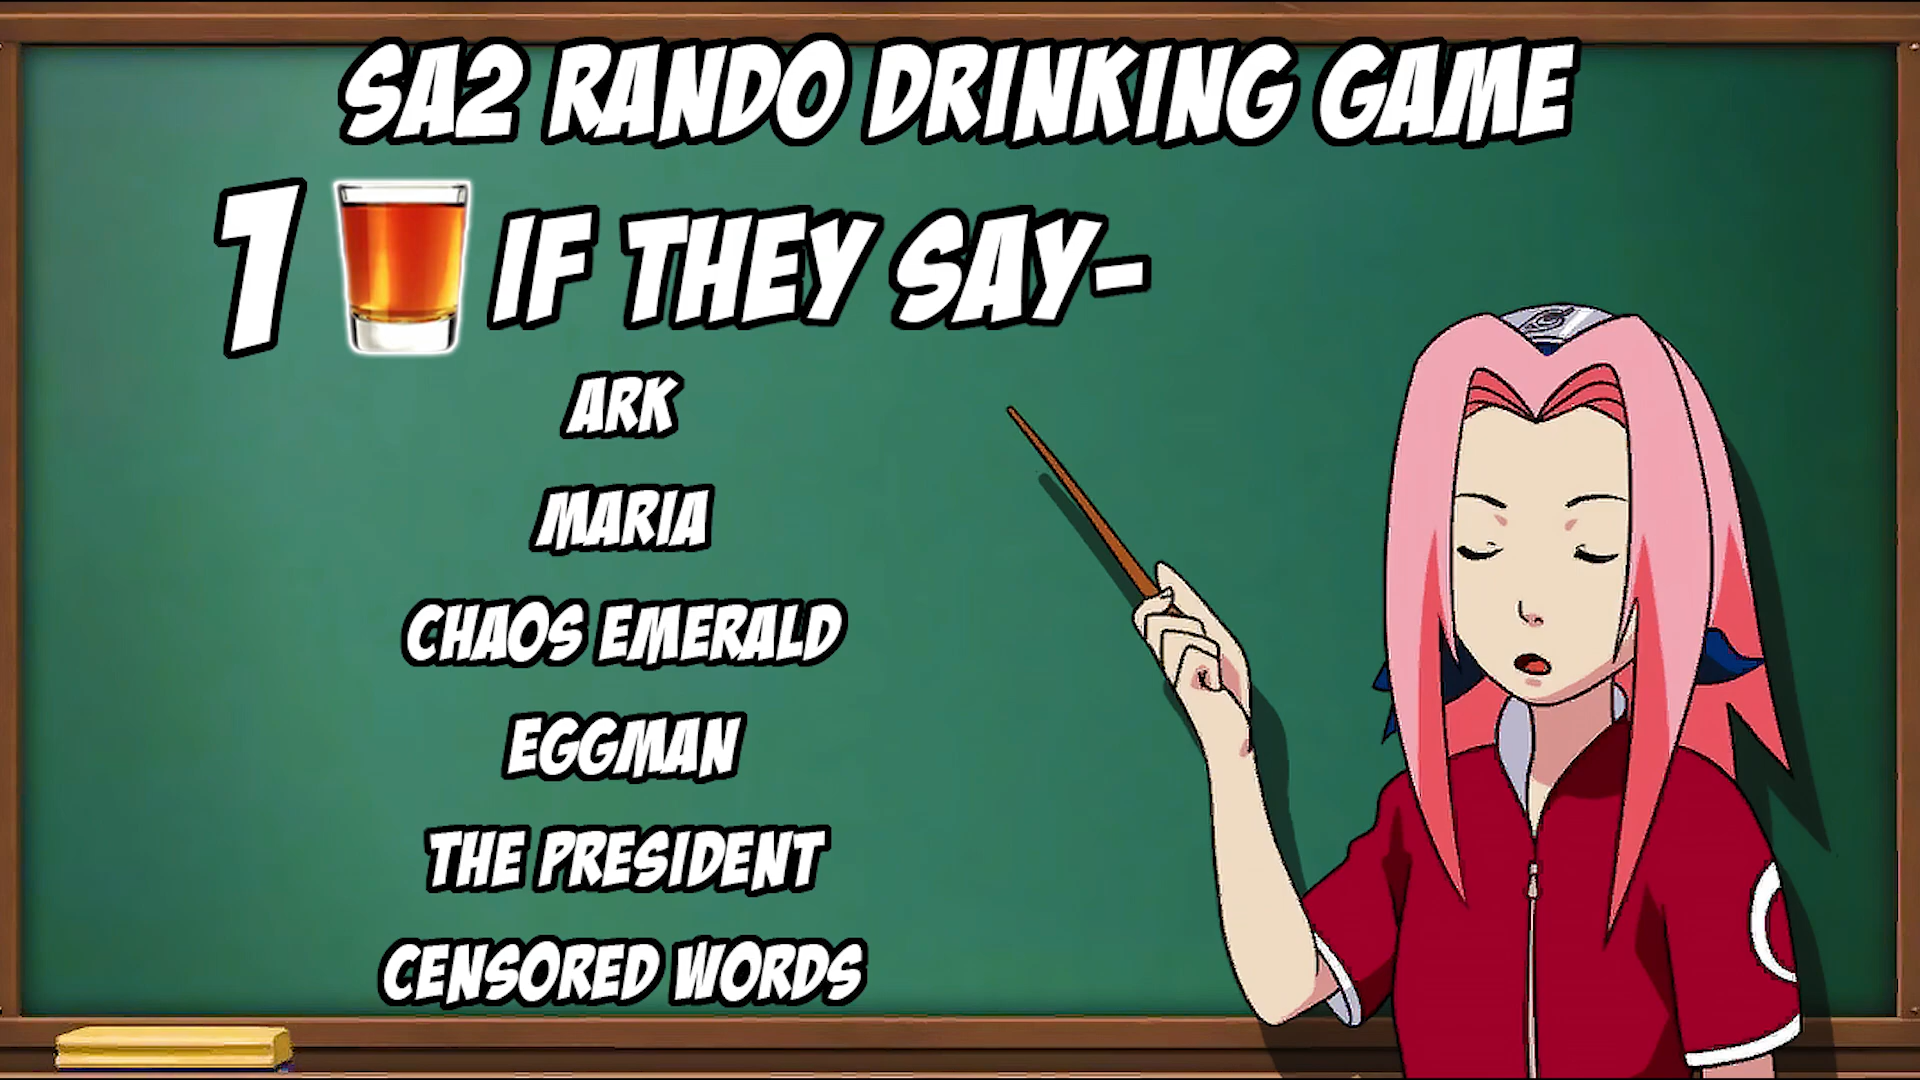 SA2 RANDO DRINKING GAME
1 IF THEY SAY-
ARK
MARIA
CHAOS EMERALD
EGGMAN
THE PRESIDENT
CENSORED WORDS